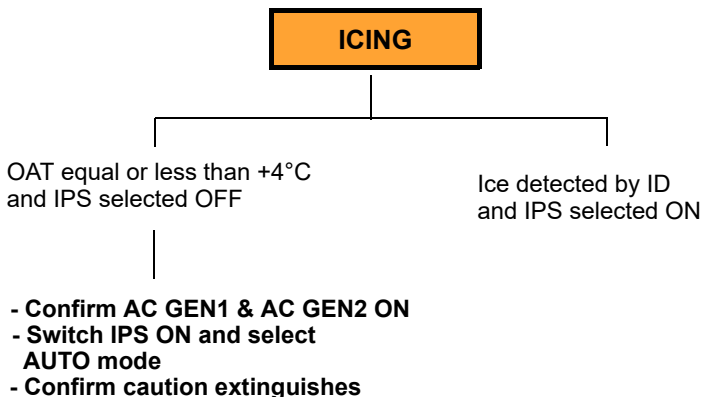 ICING
OAT equal or less than +4°C
and IPS selected OFF
Ice detected by ID
and IPS selected ON
- Confirm AC GEN1 & AC GEN2 ON
- Switch IPS ON and select
AUTO mode
- Confirm caution extinguishes